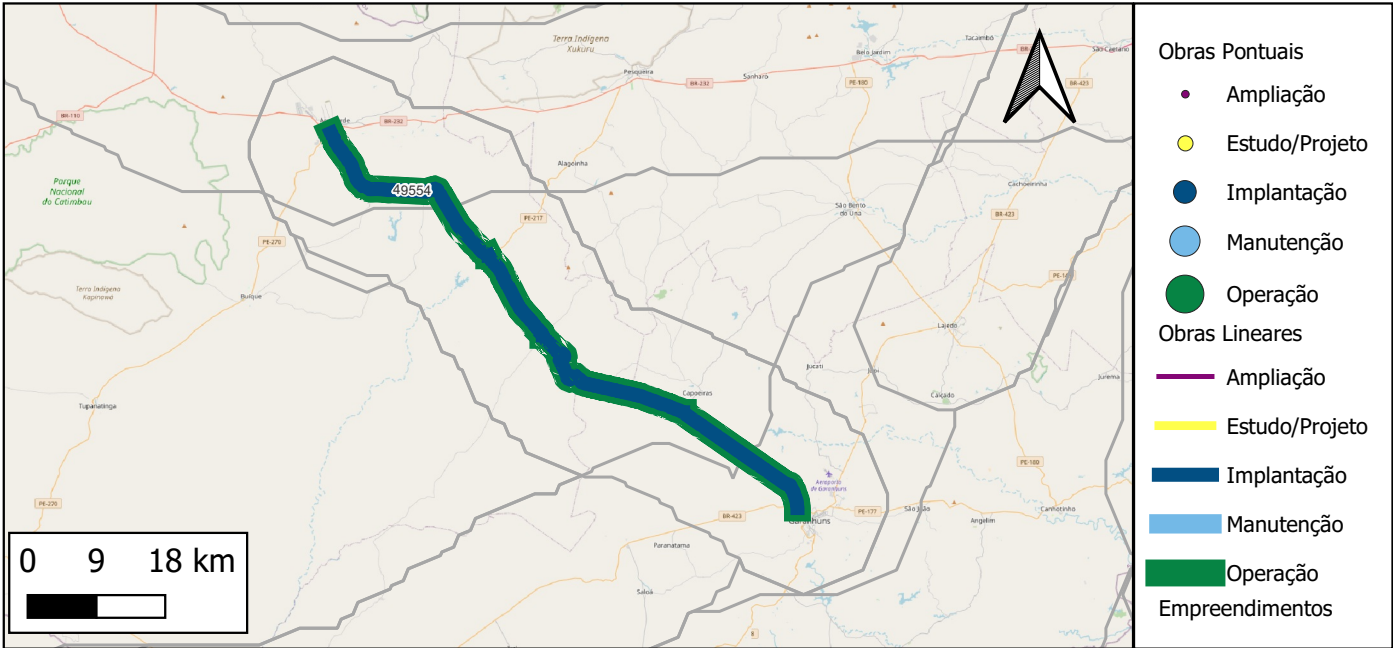 Terra Indígena
Xukuru
Tacaimbó
Belo Jardim
São Caetano
Pesqueira
Sanharó
BR-232
PE-180
BR-423
BR-110
BR-232
Parque
Nacional
do Catimbau
49554
Alagoinha
Cachoeirinha
São Bento
do Una
PE-217
BR-423
PE-270
Terra Indígena
Kapinawá
Buíque
Lajedo
Jucati
Jupi
Jurema
Capoeiras
Calçado
Tupanatinga
PE-180
Aeroporto
de Garanhuns
PE-270
BR-423
PE-177
São João
Canhotinho
Garanhuns
Angelim
Paranatama
Saloá
0 9 18 km
Obras Pontuais
Ampliação
Estudo/Projeto
Implantação
Manutenção
Operação
Obras Lineares
Ampliação
Estudo/Projeto
Implantação
Manutenção
Operação
Empreendimentos